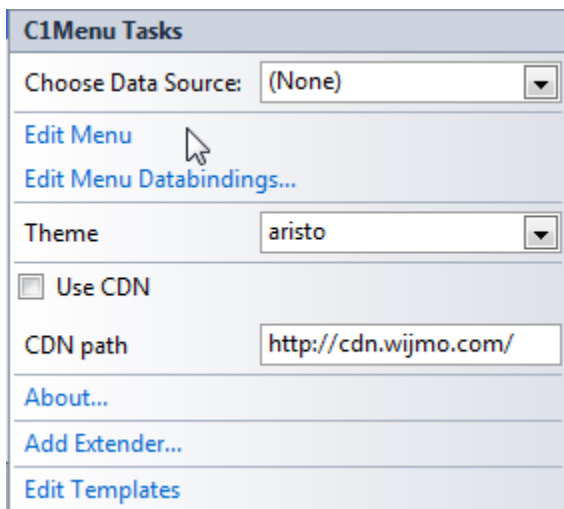 C1Menu Tasks
Choose Data Source: (None)
Edit Menu
Edit Menu Databindings...
Theme aristo
Use CDN
CDN path http://cdn.wijmo.com/
About...
Add Extender...
Edit Templates